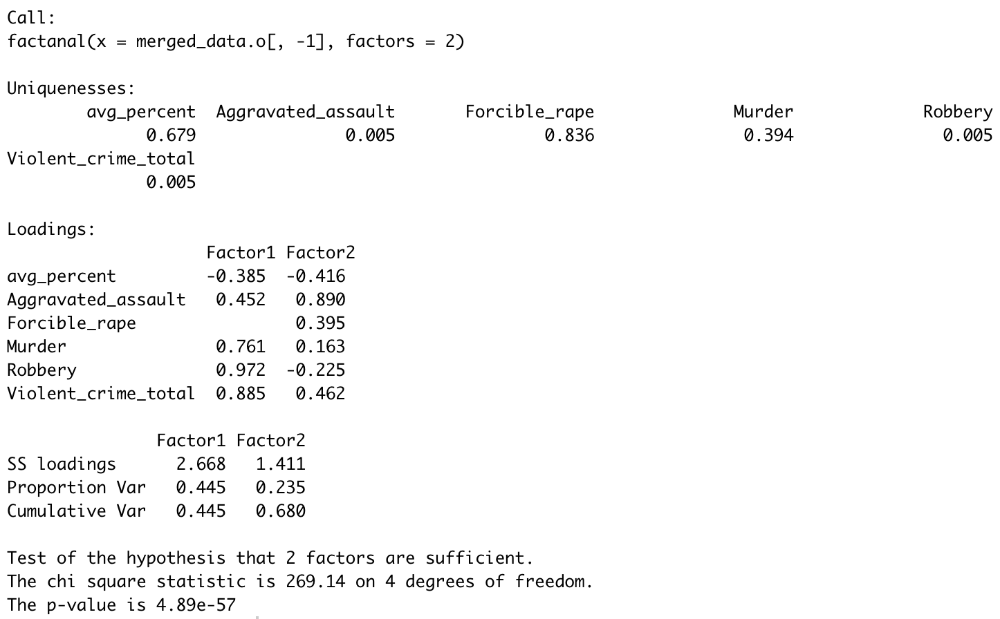 Call:
factanal(x = merged_data.o[, -1], factors = 2)
Uniquenesses:
avg_percent Aggravated_assault Forcible_rape Murder Robbery
0.679 0.005 0.836 0.394 0.005
Violent_crime_total
0.005
Loadings:
Factor1 Factor2
avg_percent -0.385 -0.416
Aggravated_assault 0.452 0.890
Forcible_rape 0.395
Murder 0.761 0.163
Robbery 0.972 -0.225
Violent_crime_total 0.885 0.462
Factor1 Factor2
SS loadings 2.668 1.411
Proportion Var 0.445 0.235
Cumulative Var 0.445 0.680
Test of the hypothesis that 2 factors are sufficient.
The chi square statistic is 269.14 on 4 degrees of freedom.
The p-value is 4.89e-57